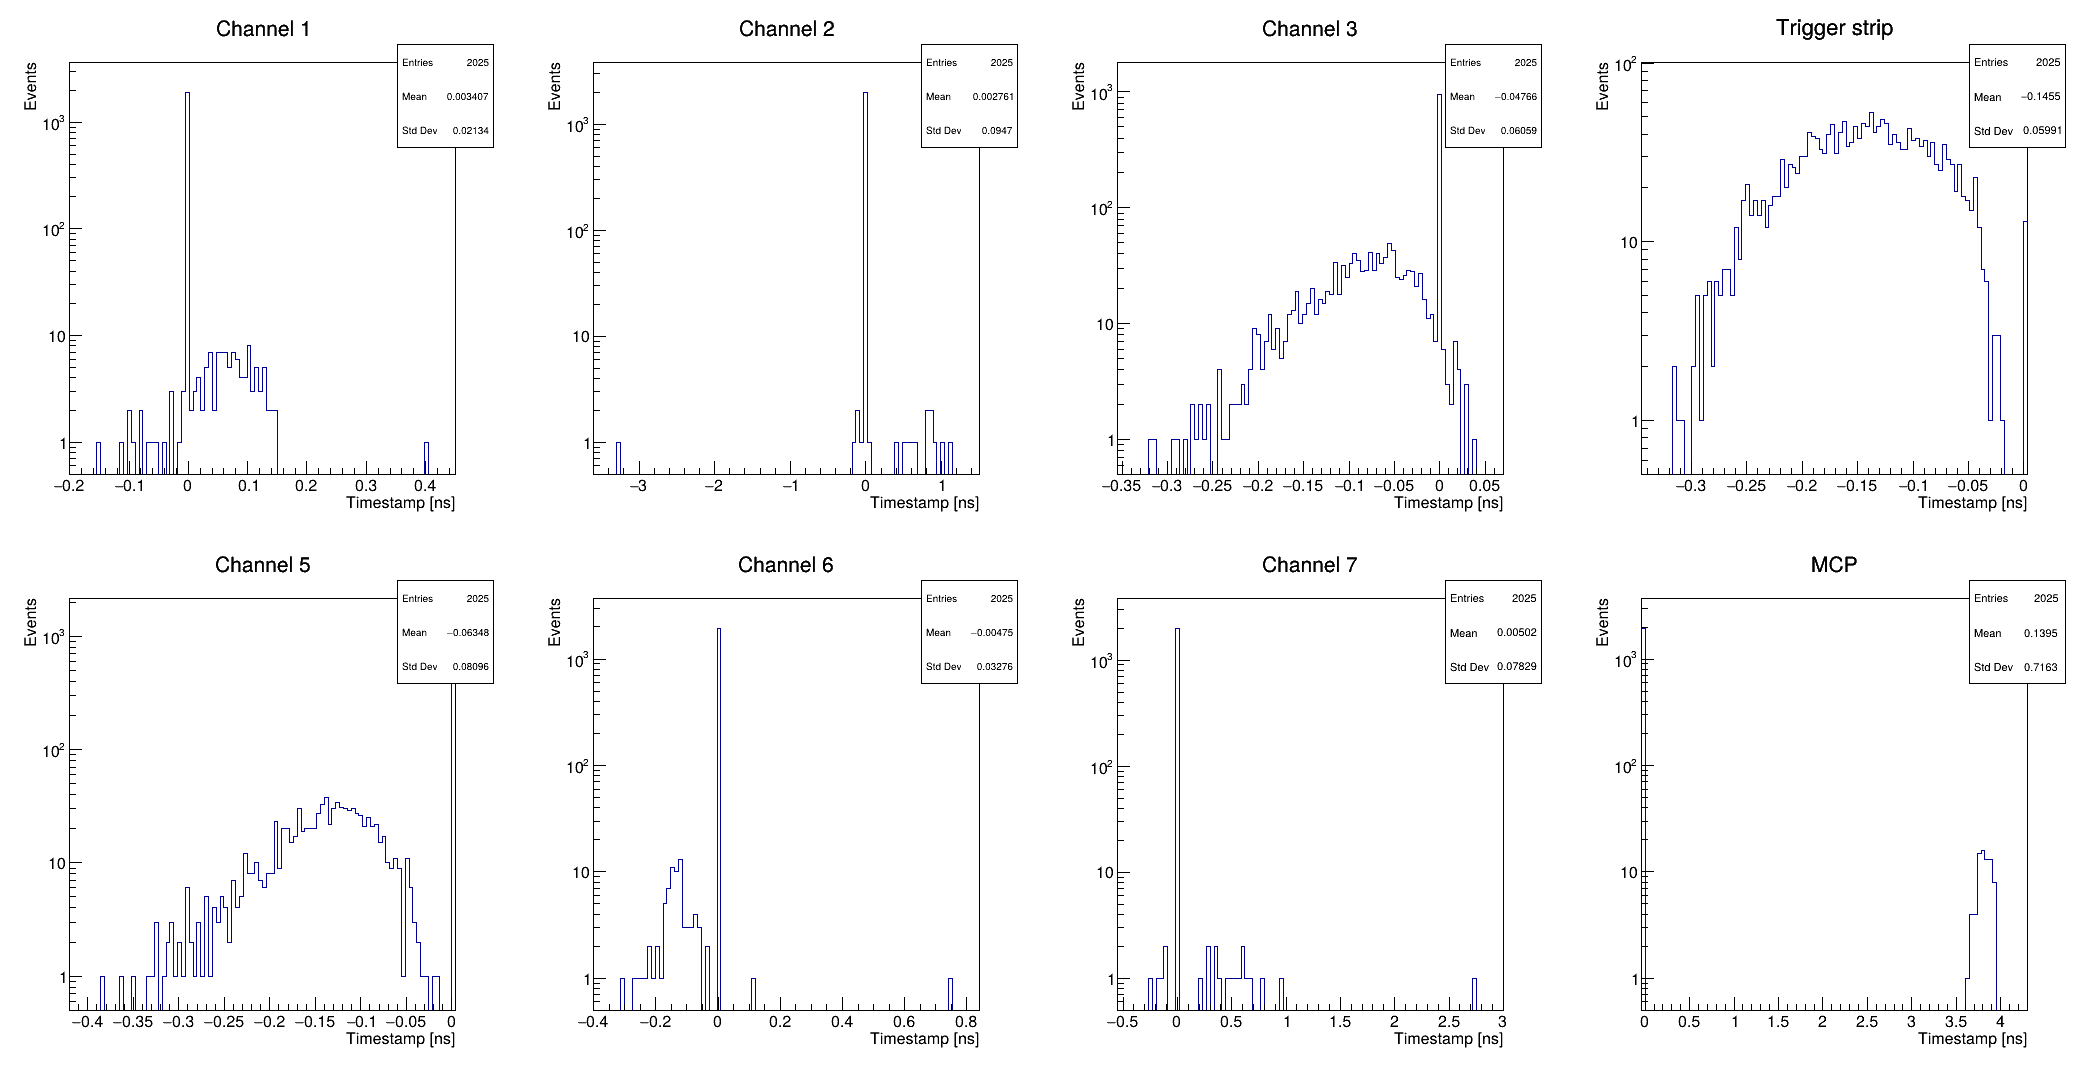 Channel 1
Events
Entries 2025
Mean 0.003407
Std Dev 0.02134
10³
10²
10
1
−0.2 −0.1 0 0.1 0.2 0.3 0.4
Timestamp [ns]
Channel 2
Events
Entries 2025
Mean 0.002761
Std Dev 0.0947
10³
10²
10
1
−3 −2 −1 0 1
Timestamp [ns]
Channel 3
Events
Entries 2025
Mean −0.04766
Std Dev 0.06059
10³
10²
10
1
−0.35 −0.3 −0.25 −0.2 −0.15 −0.1 −0.05 0 0.05
Timestamp [ns]
Trigger strip
Events
Entries 2025
Mean −0.1455
Std Dev 0.05991
10²
10
1
−0.3 −0.25 −0.2 −0.15 −0.1 −0.05 0
Timestamp [ns]
Channel 5
Events
Entries 2025
Mean −0.06348
Std Dev 0.08096
10³
10²
10
1
−0.4 −0.35 −0.3 −0.25 −0.2 −0.15 −0.1 −0.05 0
Timestamp [ns]
Channel 6
Events
Entries 2025
Mean −0.00475
Std Dev 0.03276
10³
10²
10
1
−0.4 −0.2 0 0.2 0.4 0.6 0.8
Timestamp [ns]
Channel 7
Events
Entries 2025
Mean 0.00502
Std Dev 0.07829
10³
10²
10
1
−0.5 0 0.5 1 1.5 2 2.5 3
Timestamp [ns]
MCP
Events
Entries 2025
Mean 0.1395
Std Dev 0.7163
10³
10²
10
1
0 0.5 1 1.5 2 2.5 3 3.5 4
Timestamp [ns]